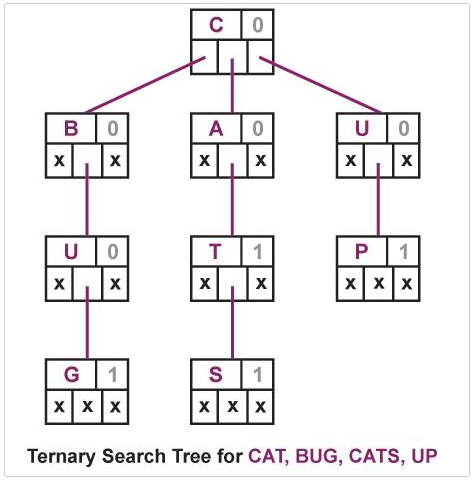 C 0
B 0 A 0 U 0
x x x x x x
U 0 T 1 P 1
x x x x x x x
G 1 S 1
x x x x x x
Ternary Search Tree for CAT, BUG, CATS, UP